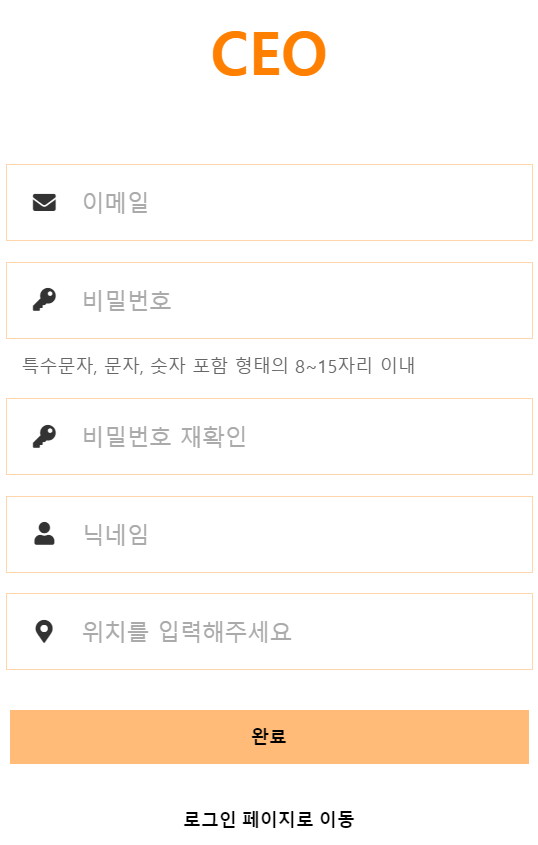 CEO
이메일
비밀번호
특수문자, 문자, 숫자 포함 형태의 8~15자리 이내
비밀번호 재확인
닉네임
위치를 입력해주세요
완료
로그인 페이지로 이동